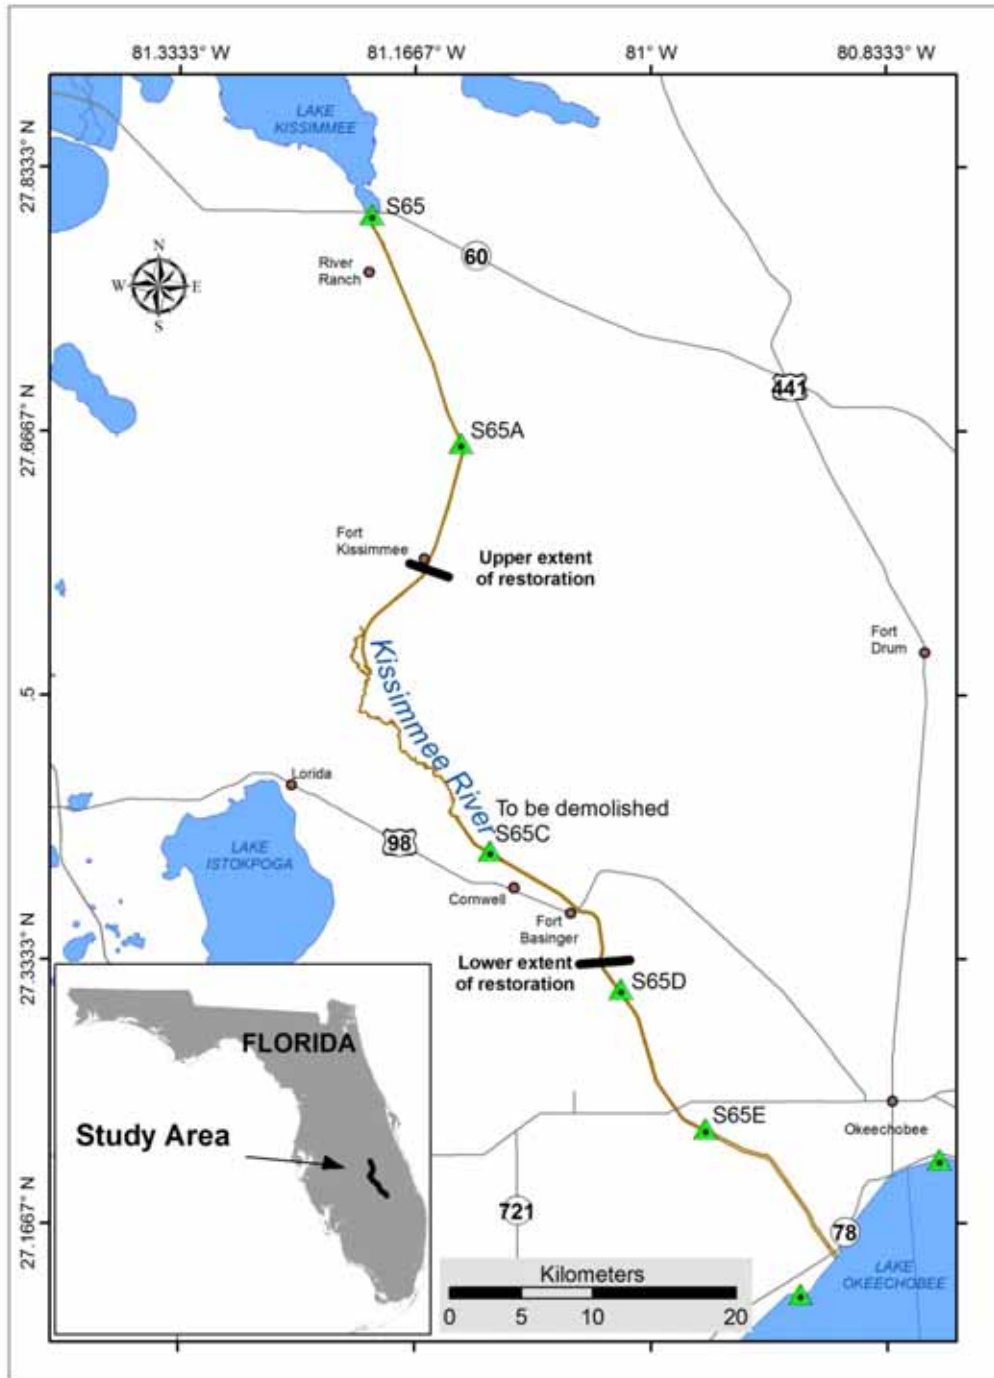 81.3333° W
81.1667° W
81° W
80.8333° W
27.8333° N
27.6667° N
.5
27.3333° N
27.1667° N
LAKE
KISSIMMEE
S65
River
Ranch
60
N
W
E
S
441
S65A
Fort
Kissimmee
Upper extent
of restoration
Fort
Drum
Kissimmee River
Lorida
To be demolished
S65C
98
LAKE
ISTOKPOGA
Cornwell
Fort
Basinger
Lower extent
of restoration
S65D
FLORIDA
Study Area
S65E
Okeechobee
721
78
LAKE
OKEECHOBEE
Kilometers
0 5 10 20